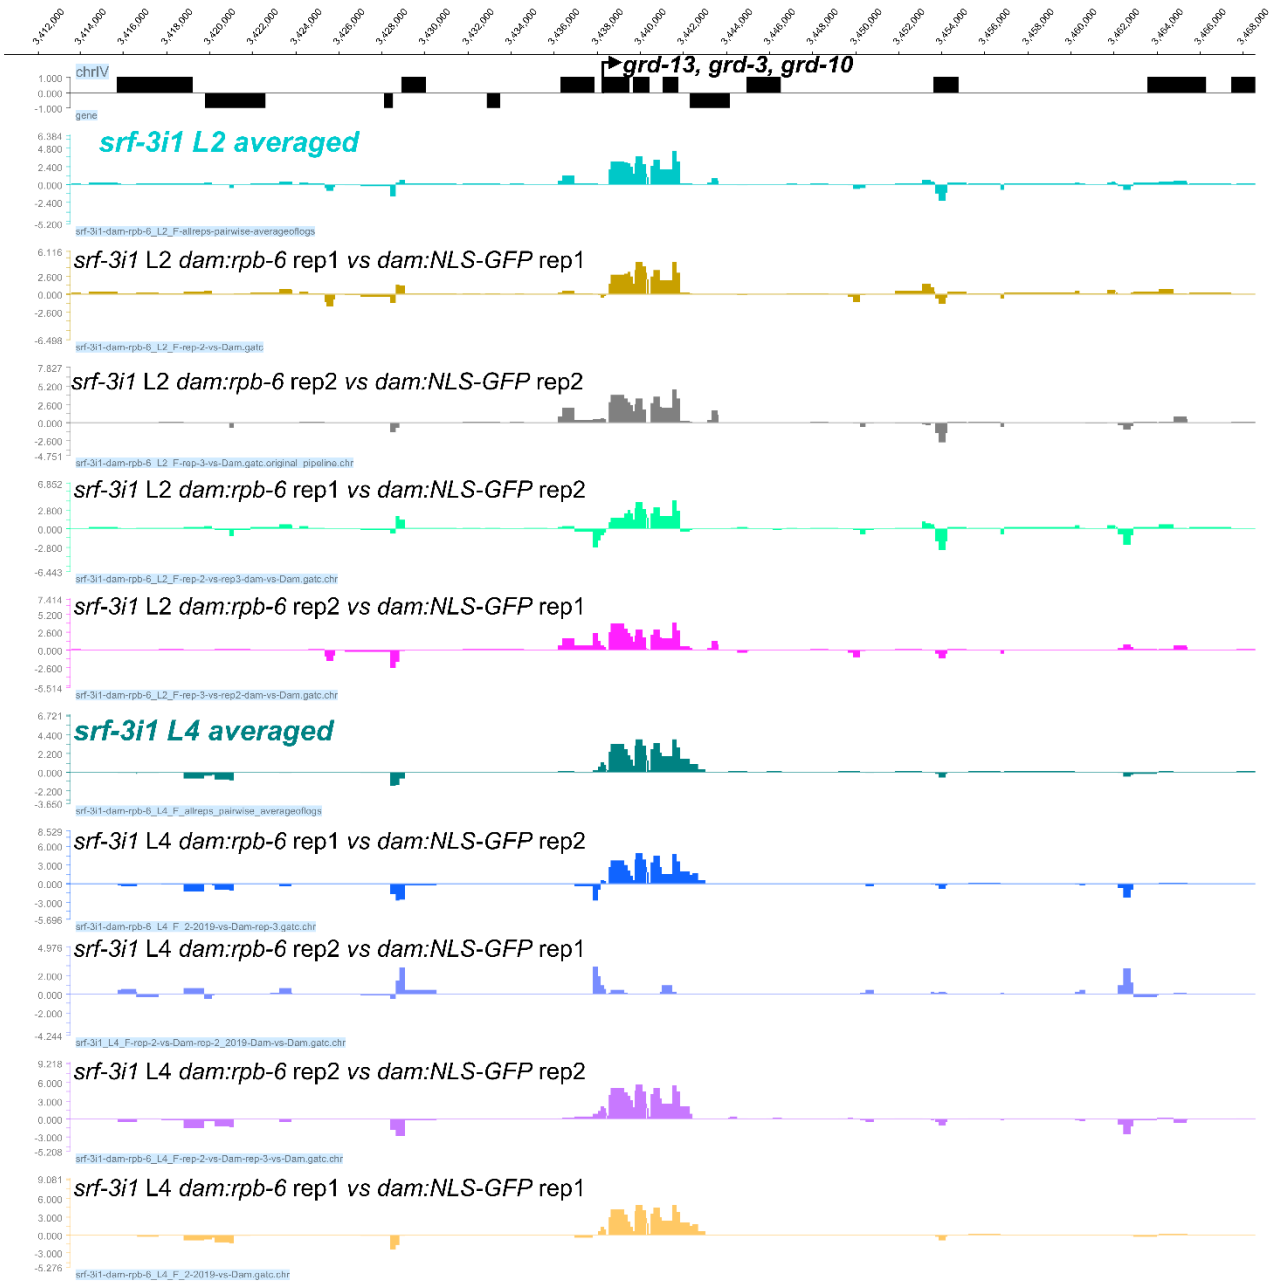 3,412,000 3,414,000 3,416,000 3,418,000 3,420,000 3,422,000 3,424,000 3,426,000 3,428,000 3,430,000 3,432,000 3,434,000 3,436,000 3,438,000 3,440,000 3,442,000 3,444,000 3,446,000 3,448,000 3,450,000 3,452,000 3,454,000 3,456,000 3,458,000 3,460,000 3,462,000 3,464,000 3,466,000 3,468,000
chrIV
grd-13, grd-3, grd-10
1.000
0.000
-1.000
gene
6.384
srf-3i1 L2 averaged
4.800
2.400
0.000
-2.400
-5.200
srf-3i1-dam-rpb-6_L2_F-allreps-pairwise-averageoflogs
6.116
srf-3i1 L2 dam:rpb-6 rep1 vs dam:NLS-GFP rep1
2.600
0.000
-2.600
-6.498
srf-3i1-dam-rpb-6_L2_F-rep-2-vs-Dam.gatc
7.827
srf-3i1 L2 dam:rpb-6 rep2 vs dam:NLS-GFP rep2
5.200
2.600
0.000
-2.600
-4.751
srf-3i1-dam-rpb-6_L2_F-rep-3-vs-Dam.gatc.original_pipeline.chr
6.852
srf-3i1 L2 dam:rpb-6 rep1 vs dam:NLS-GFP rep2
2.800
0.000
-2.800
-6.443
srf-3i1-dam-rpb-6_L2_F-rep-2-vs-rep3-dam-vs-Dam.gatc.chr
7.414
srf-3i1 L2 dam:rpb-6 rep2 vs dam:NLS-GFP rep1
5.200
2.600
0.000
-2.600
-5.514
srf-3i1-dam-rpb-6_L2_F-rep-3-vs-rep2-dam-vs-Dam.gatc.chr
6.721
srf-3i1 L4 averaged
4.400
2.200
0.000
-2.200
-3.650
srf-3i1-dam-rpb-6_L4_F_allreps_pairwise_averageoflogs
8.529
srf-3i1 L4 dam:rpb-6 rep1 vs dam:NLS-GFP rep2
6.000
3.000
0.000
-3.000
-5.696
srf-3i1-dam-rpb-6_L4_F_2-2019-vs-Dam-rep-3.gatc.chr
4.976
srf-3i1 L4 dam:rpb-6 rep2 vs dam:NLS-GFP rep1
2.000
0.000
-2.000
-4.244
srf-3i1_L4_F-rep-2-vs-Dam-rep-2_2019-Dam-vs-Dam.gatc.chr
9.218
srf-3i1 L4 dam:rpb-6 rep2 vs dam:NLS-GFP rep2
6.000
3.000
0.000
-3.000
-5.208
srf-3i1-dam-rpb-6_L4_F-rep-2-vs-Dam-rep-3-vs-Dam.gatc.chr
9.081
srf-3i1 L4 dam:rpb-6 rep1 vs dam:NLS-GFP rep1
6.000
3.000
0.000
-3.000
-5.276
srf-3i1-dam-rpb-6_L4_F_2-2019-vs-Dam.gatc.chr